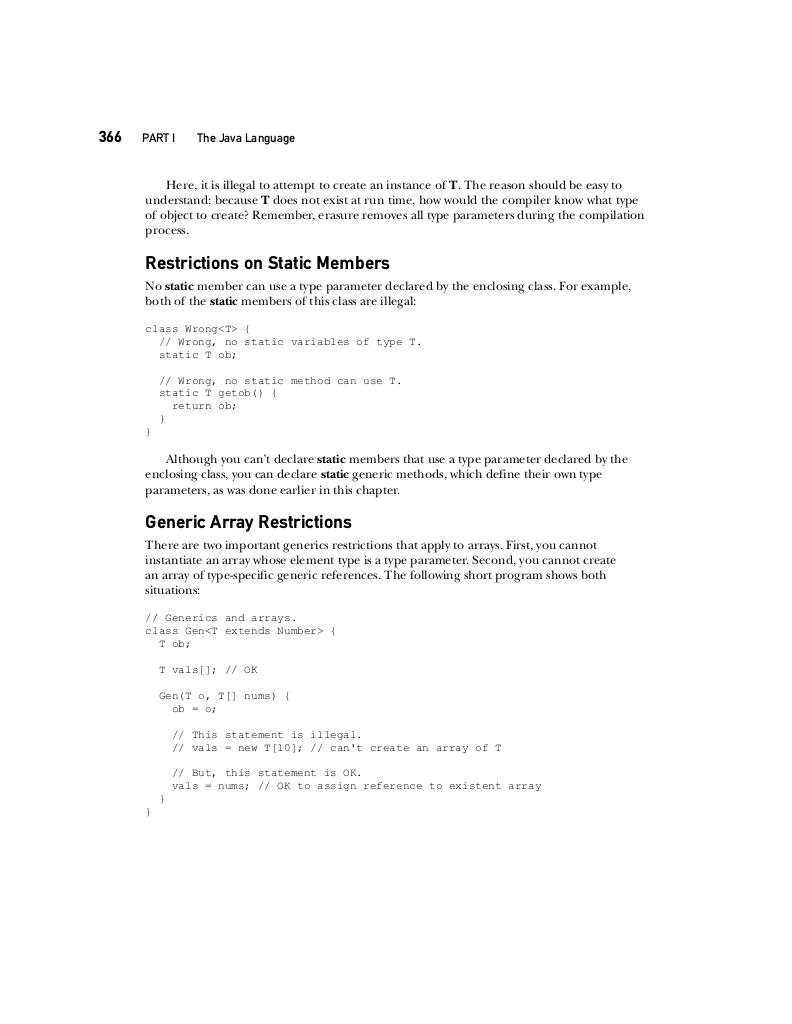 366 PART I The Java Language
Here, it is illegal to attempt to create an instance of T. The reason should be easy to
understand: because T does not exist at run time, how would the compiler know what type
of object to create? Remember, erasure removes all type parameters during the compilation
process.
Restrictions on Static Members
No static member can use a type parameter declared by the enclosing class. For example,
both of the static members of this class are illegal:
class Wrong<T> {
  // Wrong, no static variables of type T.
  static T ob;

  // Wrong, no static method can use T.
  static T getob() {
    return ob;
  }
}
Although you can't declare static members that use a type parameter declared by the
enclosing class, you can declare static generic methods, which define their own type
parameters, as was done earlier in this chapter.
Generic Array Restrictions
There are two important generics restrictions that apply to arrays. First, you cannot
instantiate an array whose element type is a type parameter. Second, you cannot create
an array of type-specific generic references. The following short program shows both
situations:
// Generics and arrays.
class Gen<T extends Number> {
  T ob;

  T vals[]; // OK

  Gen(T o, T[] nums) {
    ob = o;

    // This statement is illegal.
    // vals = new T[10]; // can't create an array of T

    // But, this statement is OK.
    vals = nums; // OK to assign reference to existent array
  }
}